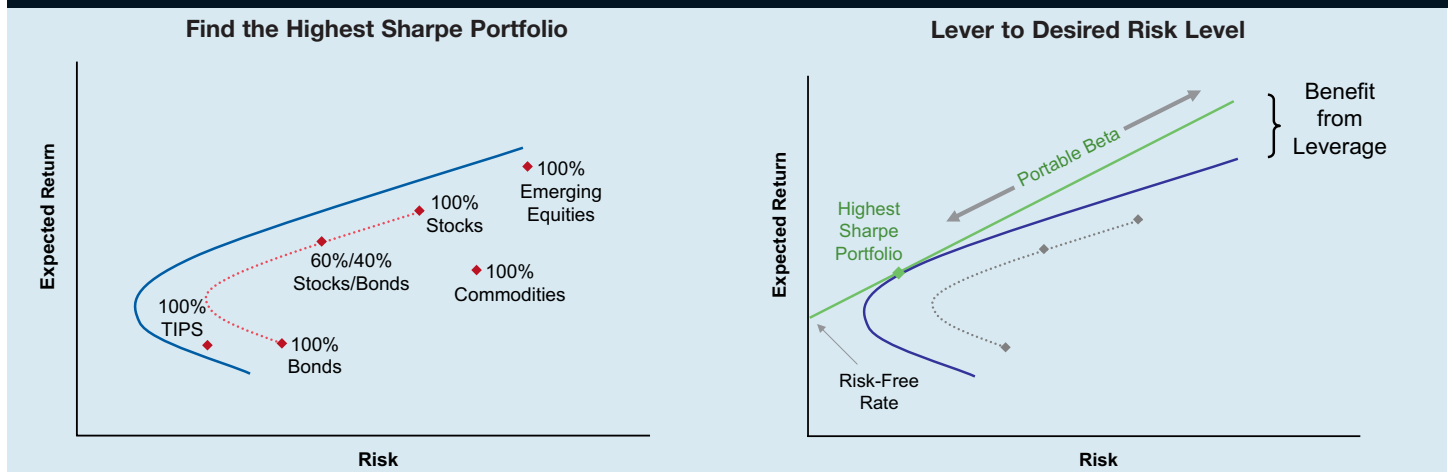 Find the Highest Sharpe Portfolio
Expected Return
100%
Emerging
Equities
100%
Stocks
60%/40%
Stocks/Bonds
100%
Commodities
100%
TIPS
100%
Bonds
Risk
Lever to Desired Risk Level
Expected Return
Benefit
from
Leverage
Portable Beta
Highest
Sharpe
Portfolio
Risk-Free
Rate
Risk